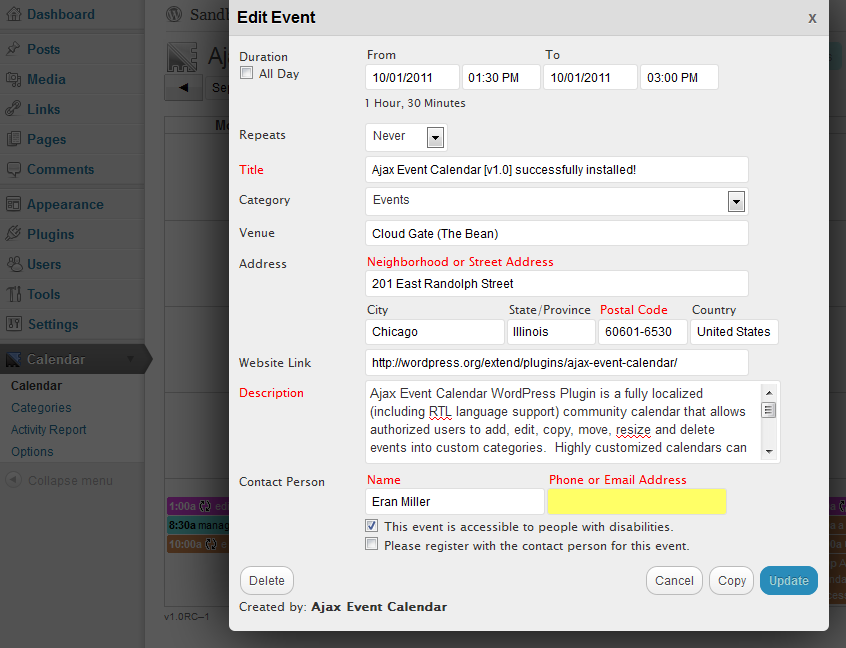 Dashboard
Posts
Media
Links
Pages
Comments
Appearance
Plugins
Users
Tools
Settings
Calendar
Calendar
Categories
Activity Report
Options
Collapse menu
Edit Event
X
Duration
From
To
All Day
10/01/2011 01:30 PM 10/01/2011 03:00 PM
1 Hour, 30 Minutes
Repeats Never
Title Ajax Event Calendar [v1.0] successfully installed!
Category Events
Venue Cloud Gate (The Bean)
Address Neighborhood or Street Address
201 East Randolph Street
City State/Province Postal Code Country
Chicago Illinois 60601-6530 United States
Website Link http://wordpress.org/extend/plugins/ajax-event-calendar/
Description Ajax Event Calendar WordPress Plugin is a fully localized
(including RTL language support) community calendar that allows
authorized users to add, edit, copy, move, resize and delete
events into custom categories. Highly customized calendars can
Contact Person Name Phone or Email Address
Eran Miller
This event is accessible to people with disabilities.
Please register with the contact person for this event.
Delete Cancel Copy Update
Created by: Ajax Event Calendar
1:00a
8:30a
10:00a
v1.0RC-1